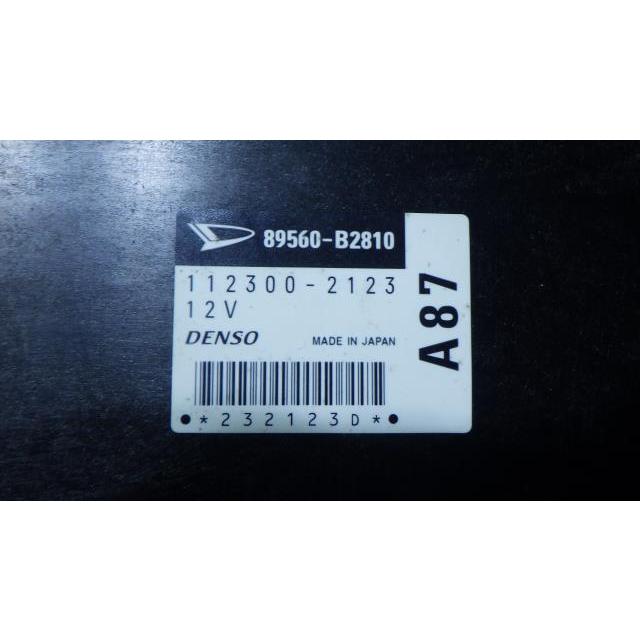 89560-B2810
112300-2123
12V
DENSO MADE IN JAPAN
*232123D*
A87